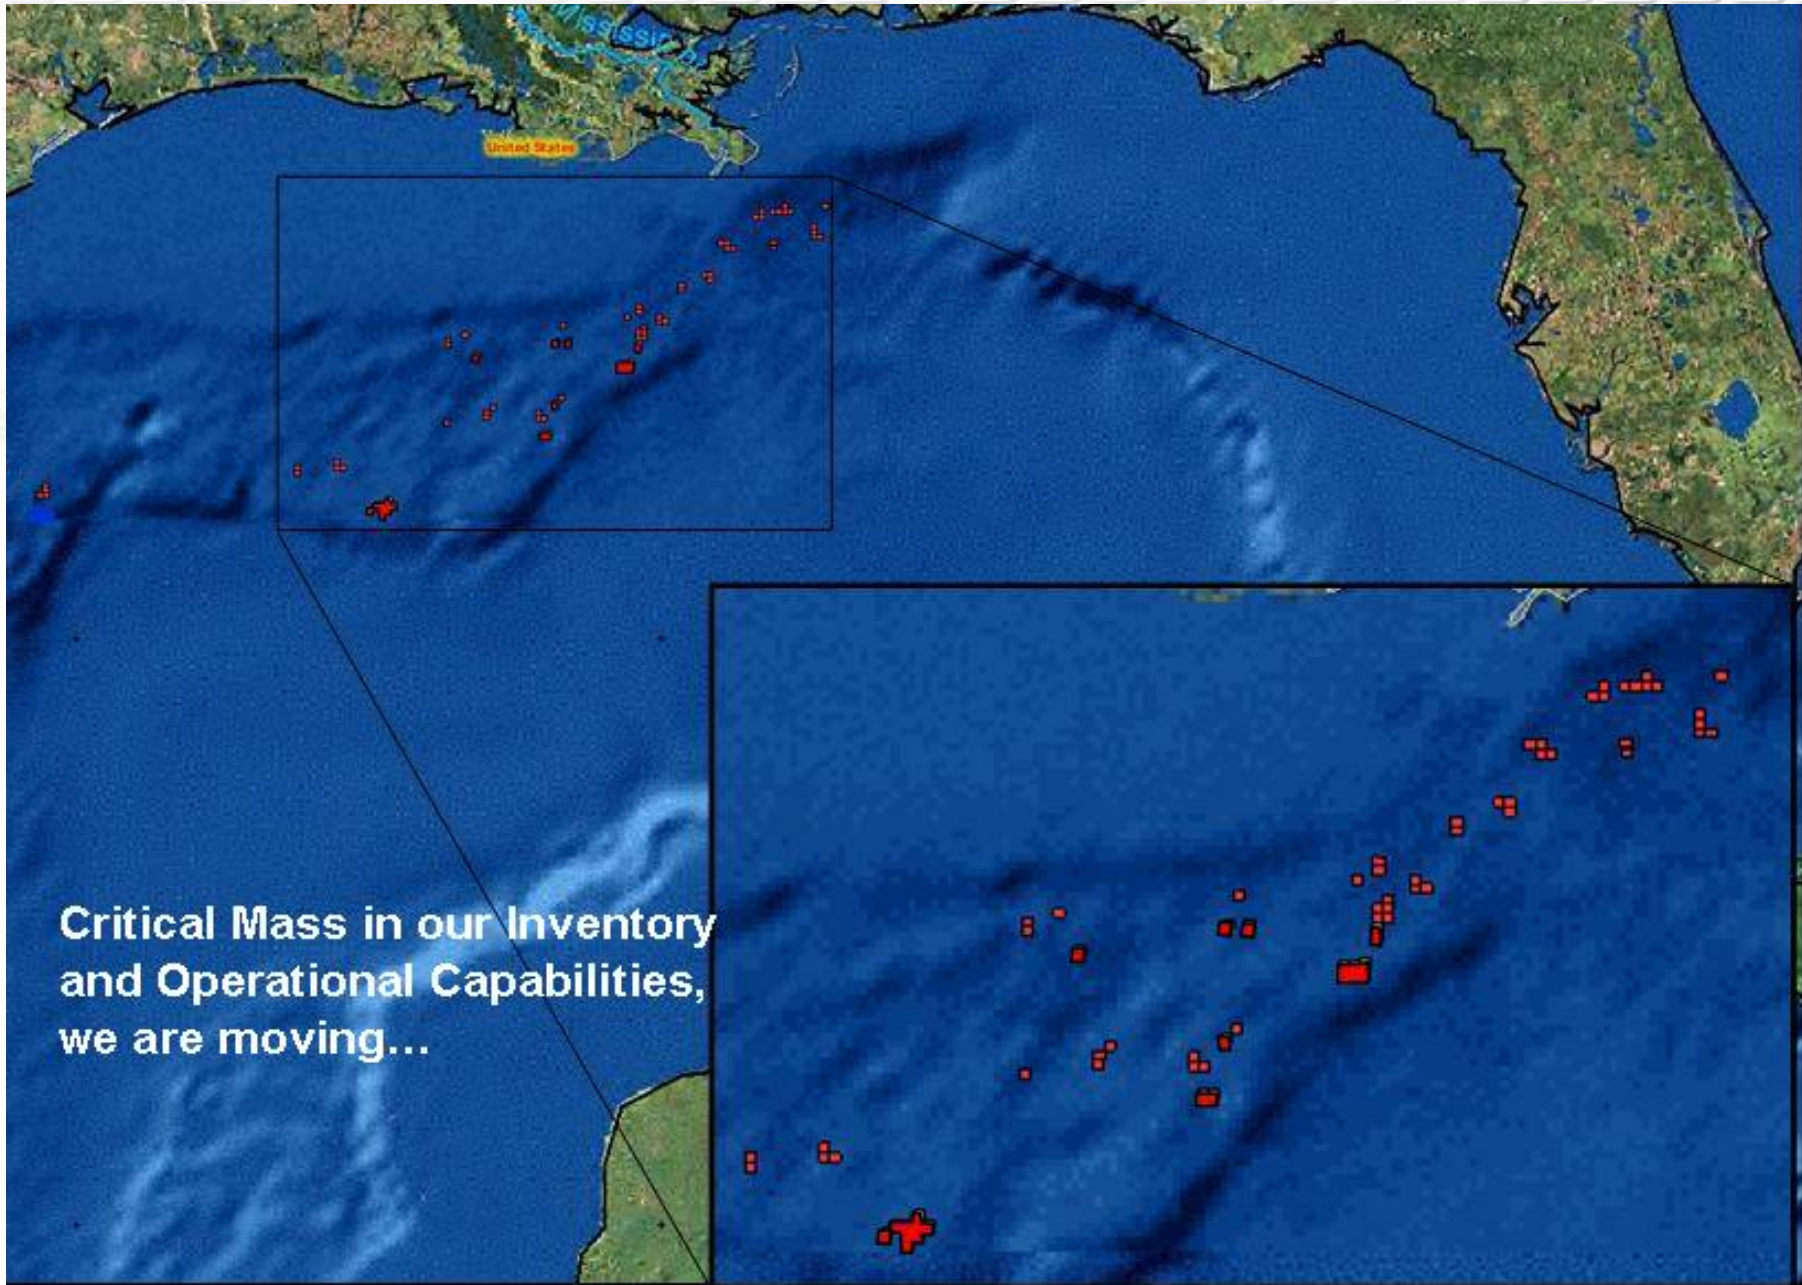 United States
Critical Mass in our Inventory
and Operational Capabilities,
we are moving...